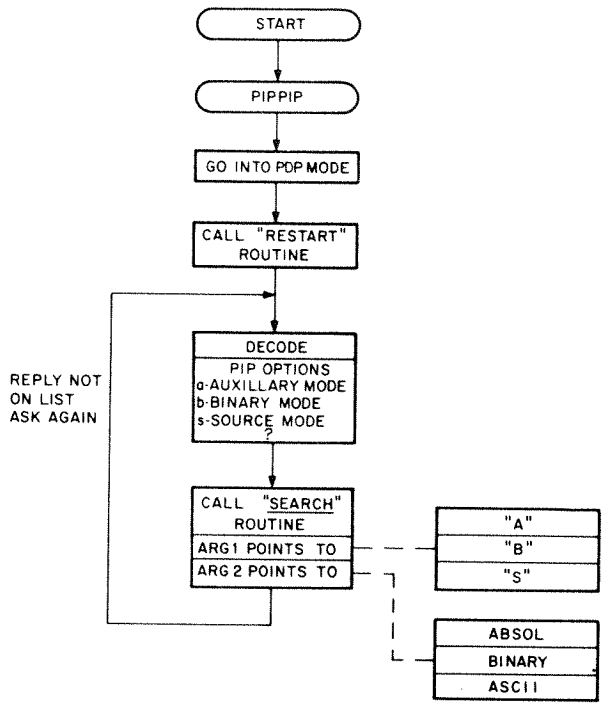 START
PIPPIP
GO INTO PDP MODE
CALL "RESTART"
ROUTINE
DECODE
PIP OPTIONS
a-AUXILLARY MODE
b-BINARY MODE
s-SOURCE MODE
?
REPLY NOT
ON LIST
ASK AGAIN
CALL "SEARCH"
ROUTINE
ARG 1 POINTS TO
ARG 2 POINTS TO
"A"
"B"
"S"
ABSOL
BINARY
ASCII